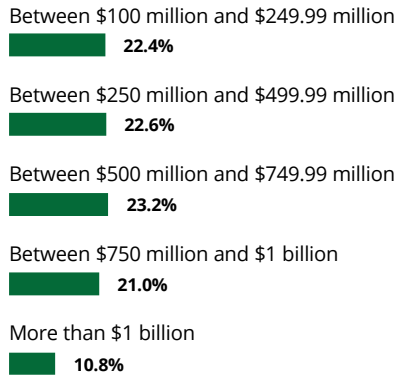 Between $100 million and $249.99 million
22.4%
Between $250 million and $499.99 million
22.6%
Between $500 million and $749.99 million
23.2%
Between $750 million and $1 billion
21.0%
More than $1 billion
10.8%